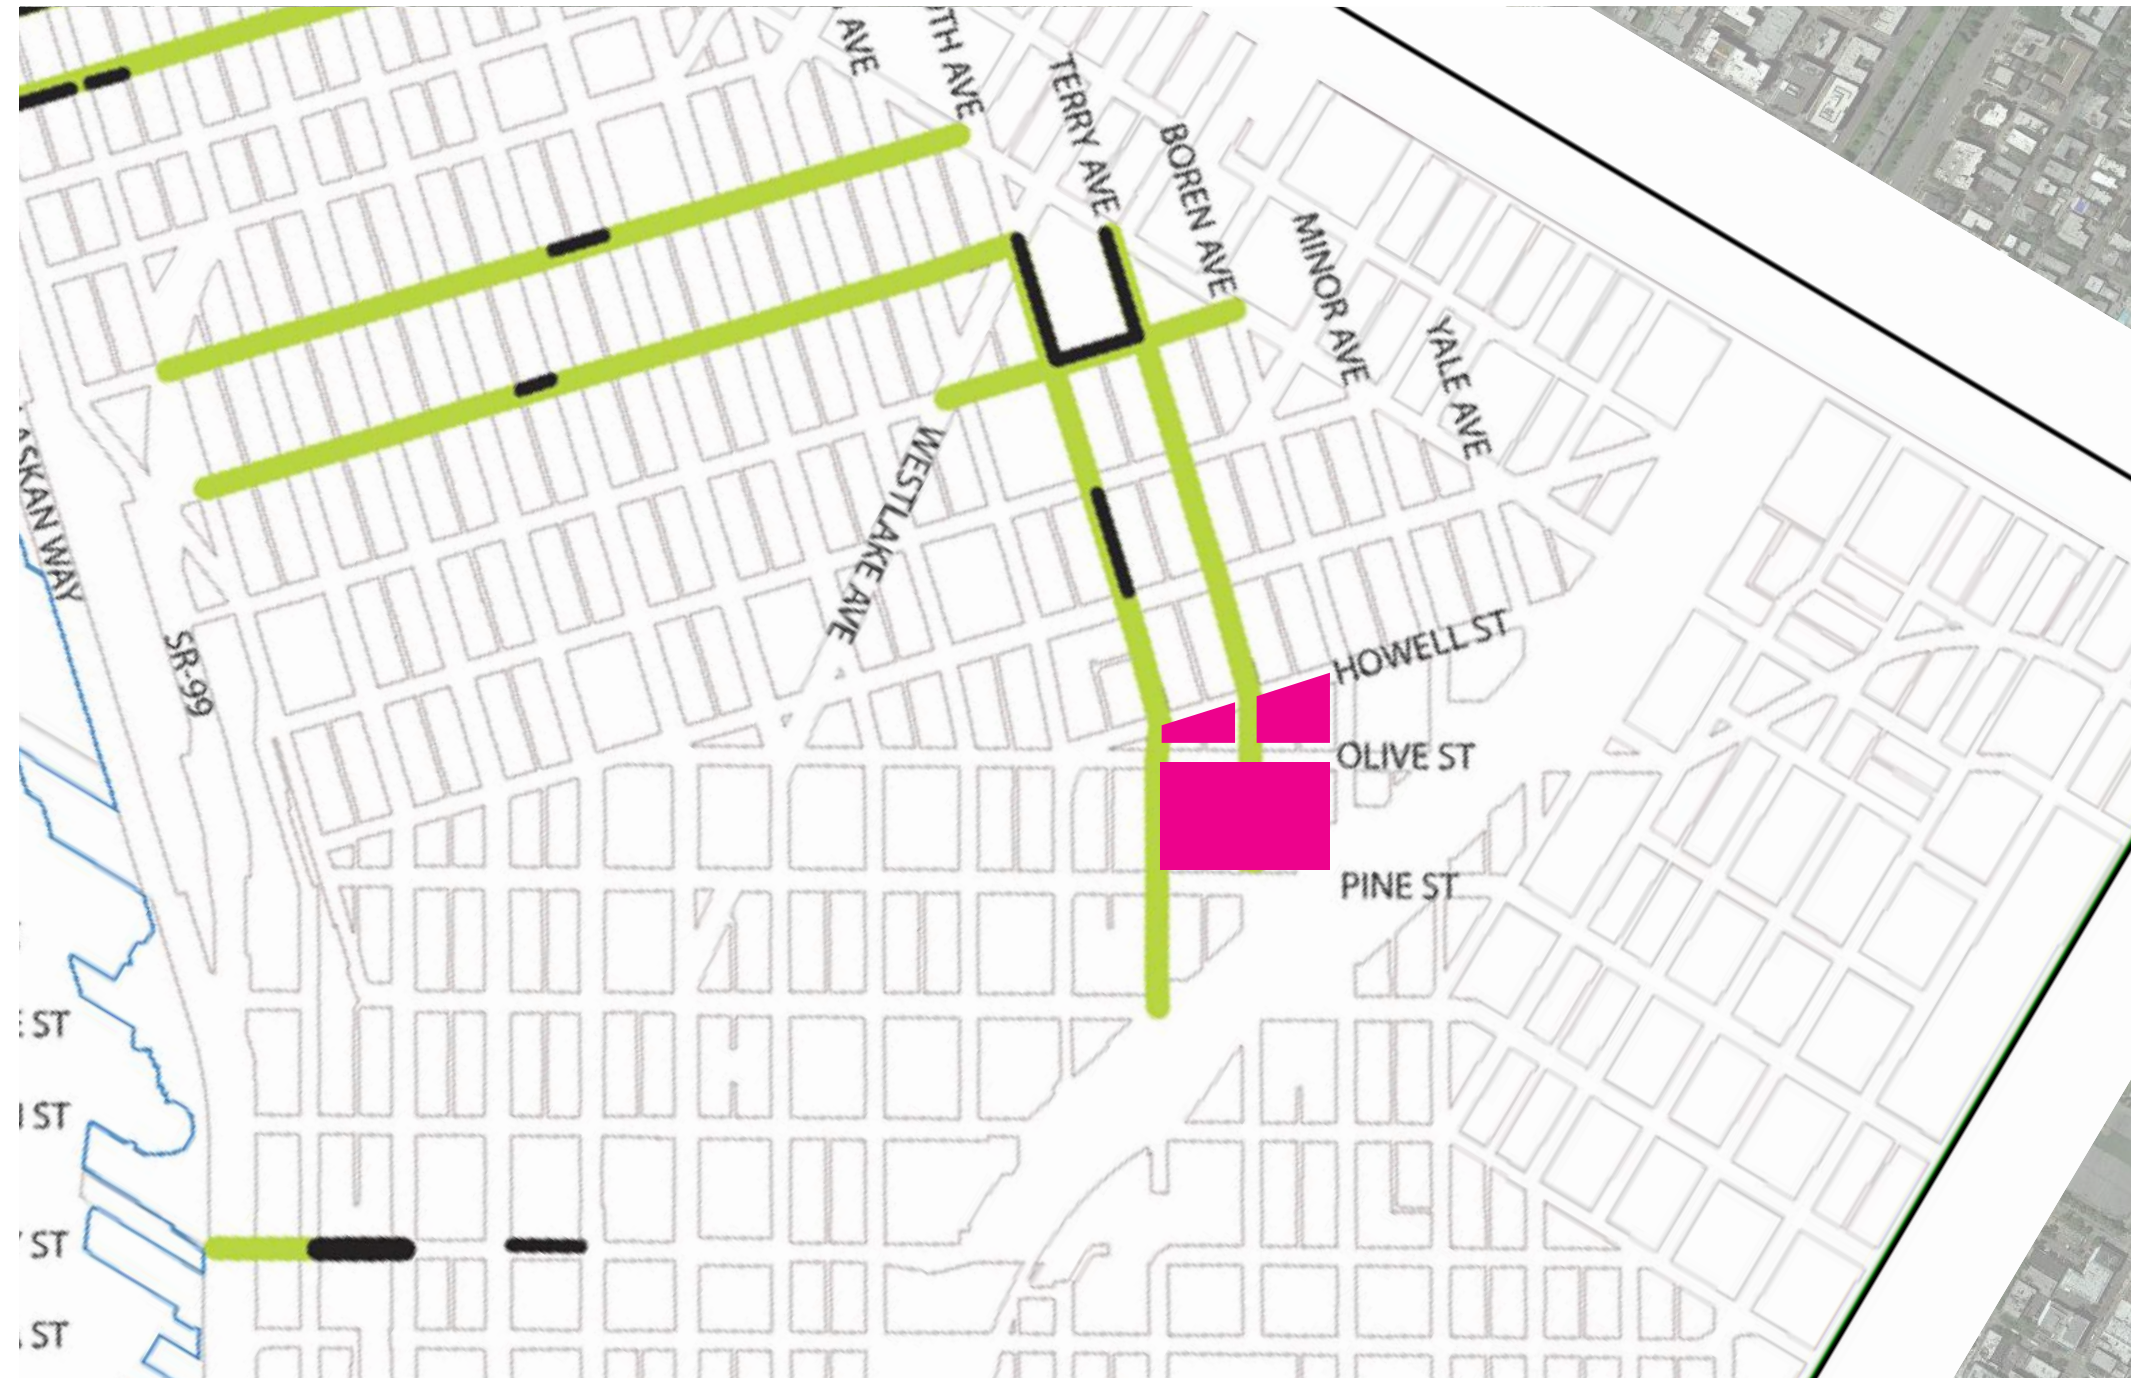 AVE
TH AVE
TERRY AVE
BOREN AVE
MINOR AVE
YALE AVE
WESTLAKE AVE
ASKAN WAY
SR-99
HOWELL ST
OLIVE ST
PINE ST
ST
ST
ST
ST